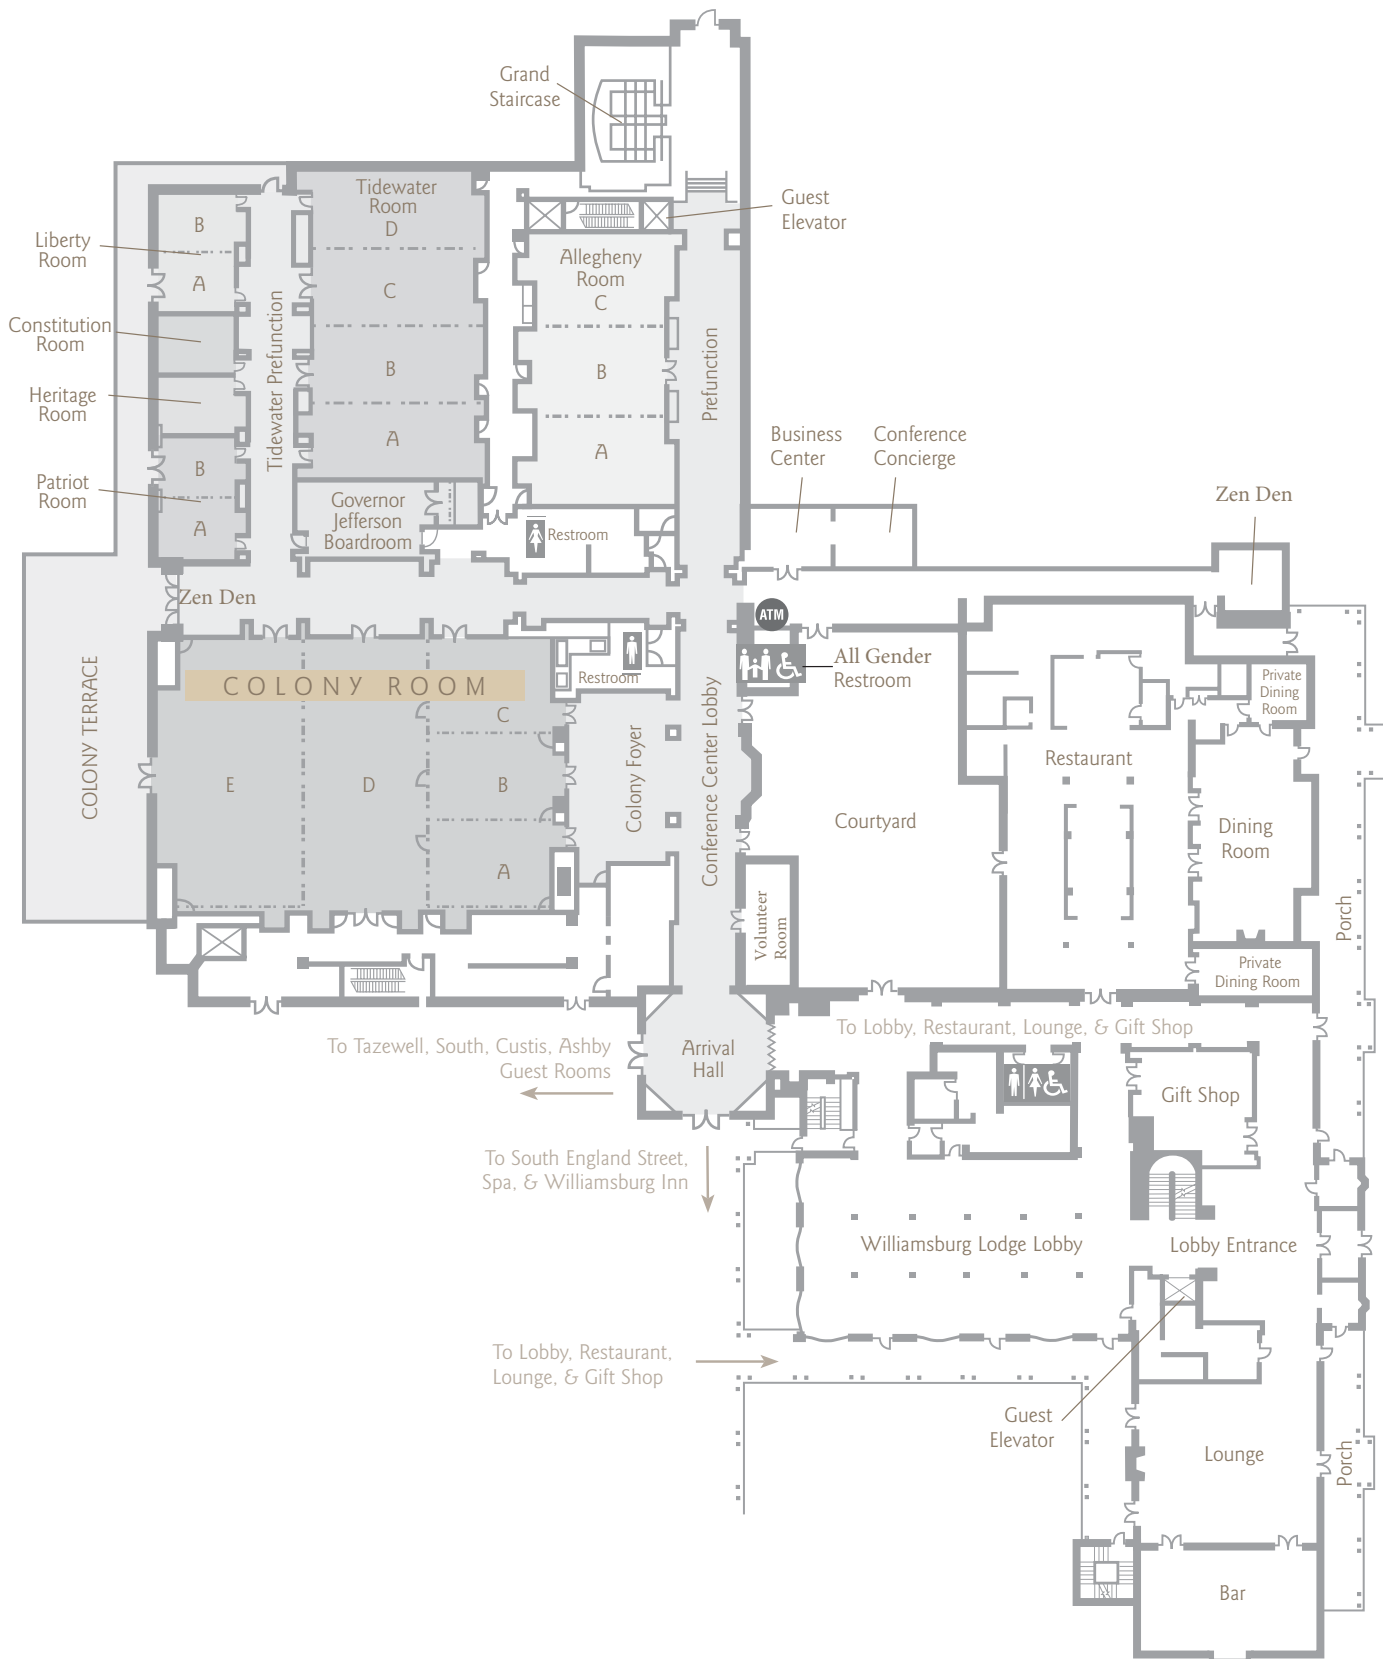 Grand
Staircase
Guest
Elevator
Tidewater
Room
D
C
B
A
Allegheny
Room
C
B
A
B
A
Liberty
Room
Constitution
Room
Heritage
Room
Patriot
Room
B
A
Tidewater Prefunction
Prefunction
Governor
Jefferson
Boardroom
Restroom
Business
Center
Conference
Concierge
Zen Den
Zen Den
ATM
All Gender
Restroom
Restroom
COLONY ROOM
C
B
A
D
E
COLONY TERRACE
Colony Foyer
Conference Center Lobby
Courtyard
Restaurant
Private
Dining
Room
Dining
Room
Private
Dining Room
Porch
Volunteer
Room
Arrival
Hall
To Lobby, Restaurant, Lounge, & Gift Shop
To Tazewell, South, Custis, Ashby
Guest Rooms
To South England Street,
Spa, & Williamsburg Inn
Gift Shop
Williamsburg Lodge Lobby
Lobby Entrance
To Lobby, Restaurant,
Lounge, & Gift Shop
Guest
Elevator
Lounge
Porch
Bar